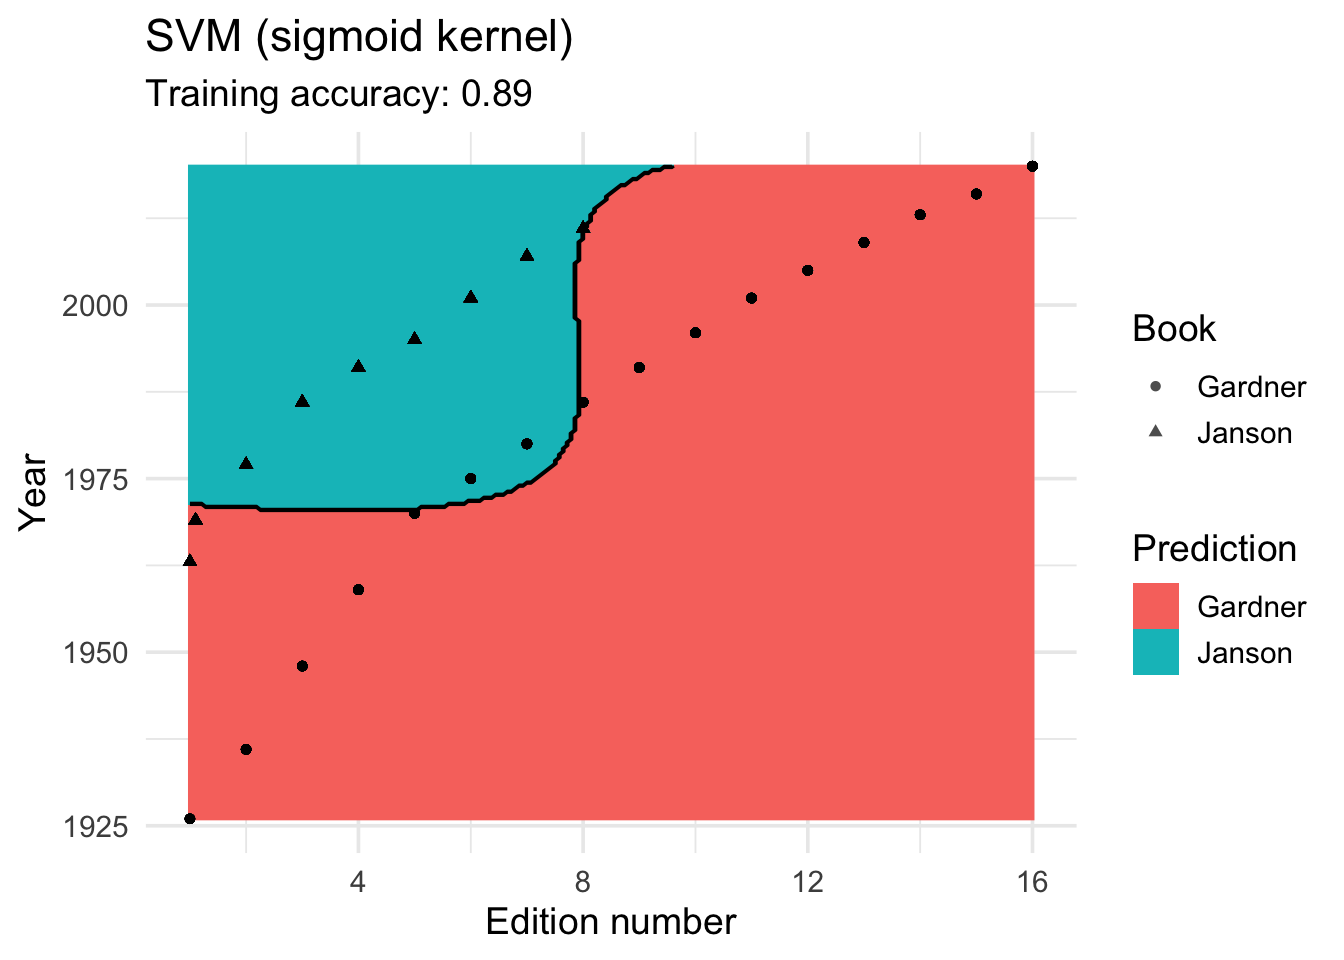 SVM (sigmoid kernel)
Training accuracy: 0.89
Year
2000
1975
1950
1925
4 8 12 16
Edition number
Book
Gardner
Janson
Prediction
Gardner
Janson